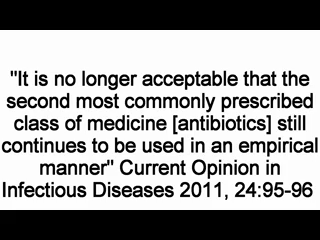 "It is no longer acceptable that the
second most commonly prescribed
class of medicine [antibiotics] still
continues to be used in an empirical
manner" Current Opinion in
Infectious Diseases 2011, 24:95-96